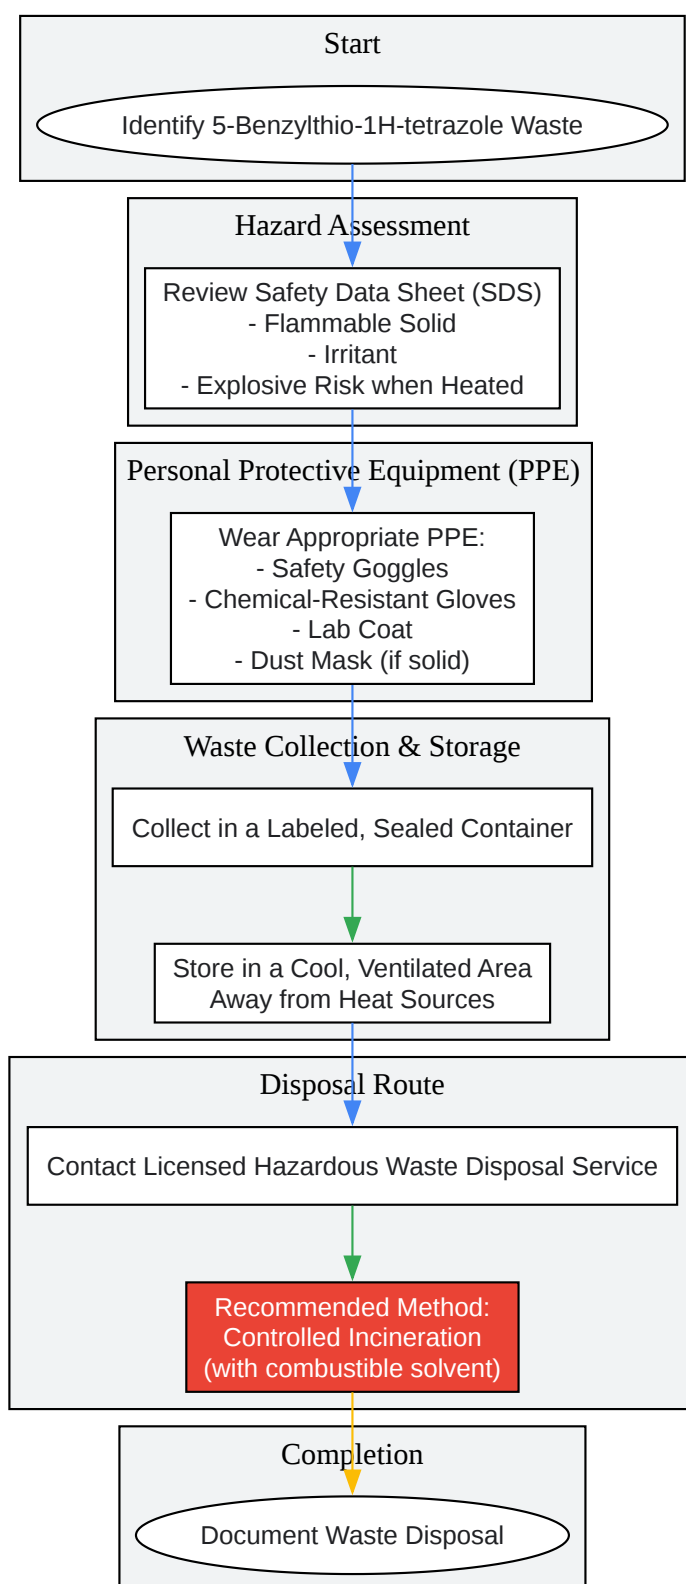 Start
Identify 5-Benzylthio-1H-tetrazole Waste
Hazard Assessment
Review Safety Data Sheet (SDS)
- Flammable Solid
- Irritant
- Explosive Risk when Heated
Personal Protective Equipment (PPE)
Wear Appropriate PPE:
- Safety Goggles
- Chemical-Resistant Gloves
- Lab Coat
- Dust Mask (if solid)
Waste Collection & Storage
Collect in a Labeled, Sealed Container
Store in a Cool, Ventilated Area
Away from Heat Sources
Disposal Route
Contact Licensed Hazardous Waste Disposal Service
Recommended Method:
Controlled Incineration
(with combustible solvent)
Completion
Document Waste Disposal